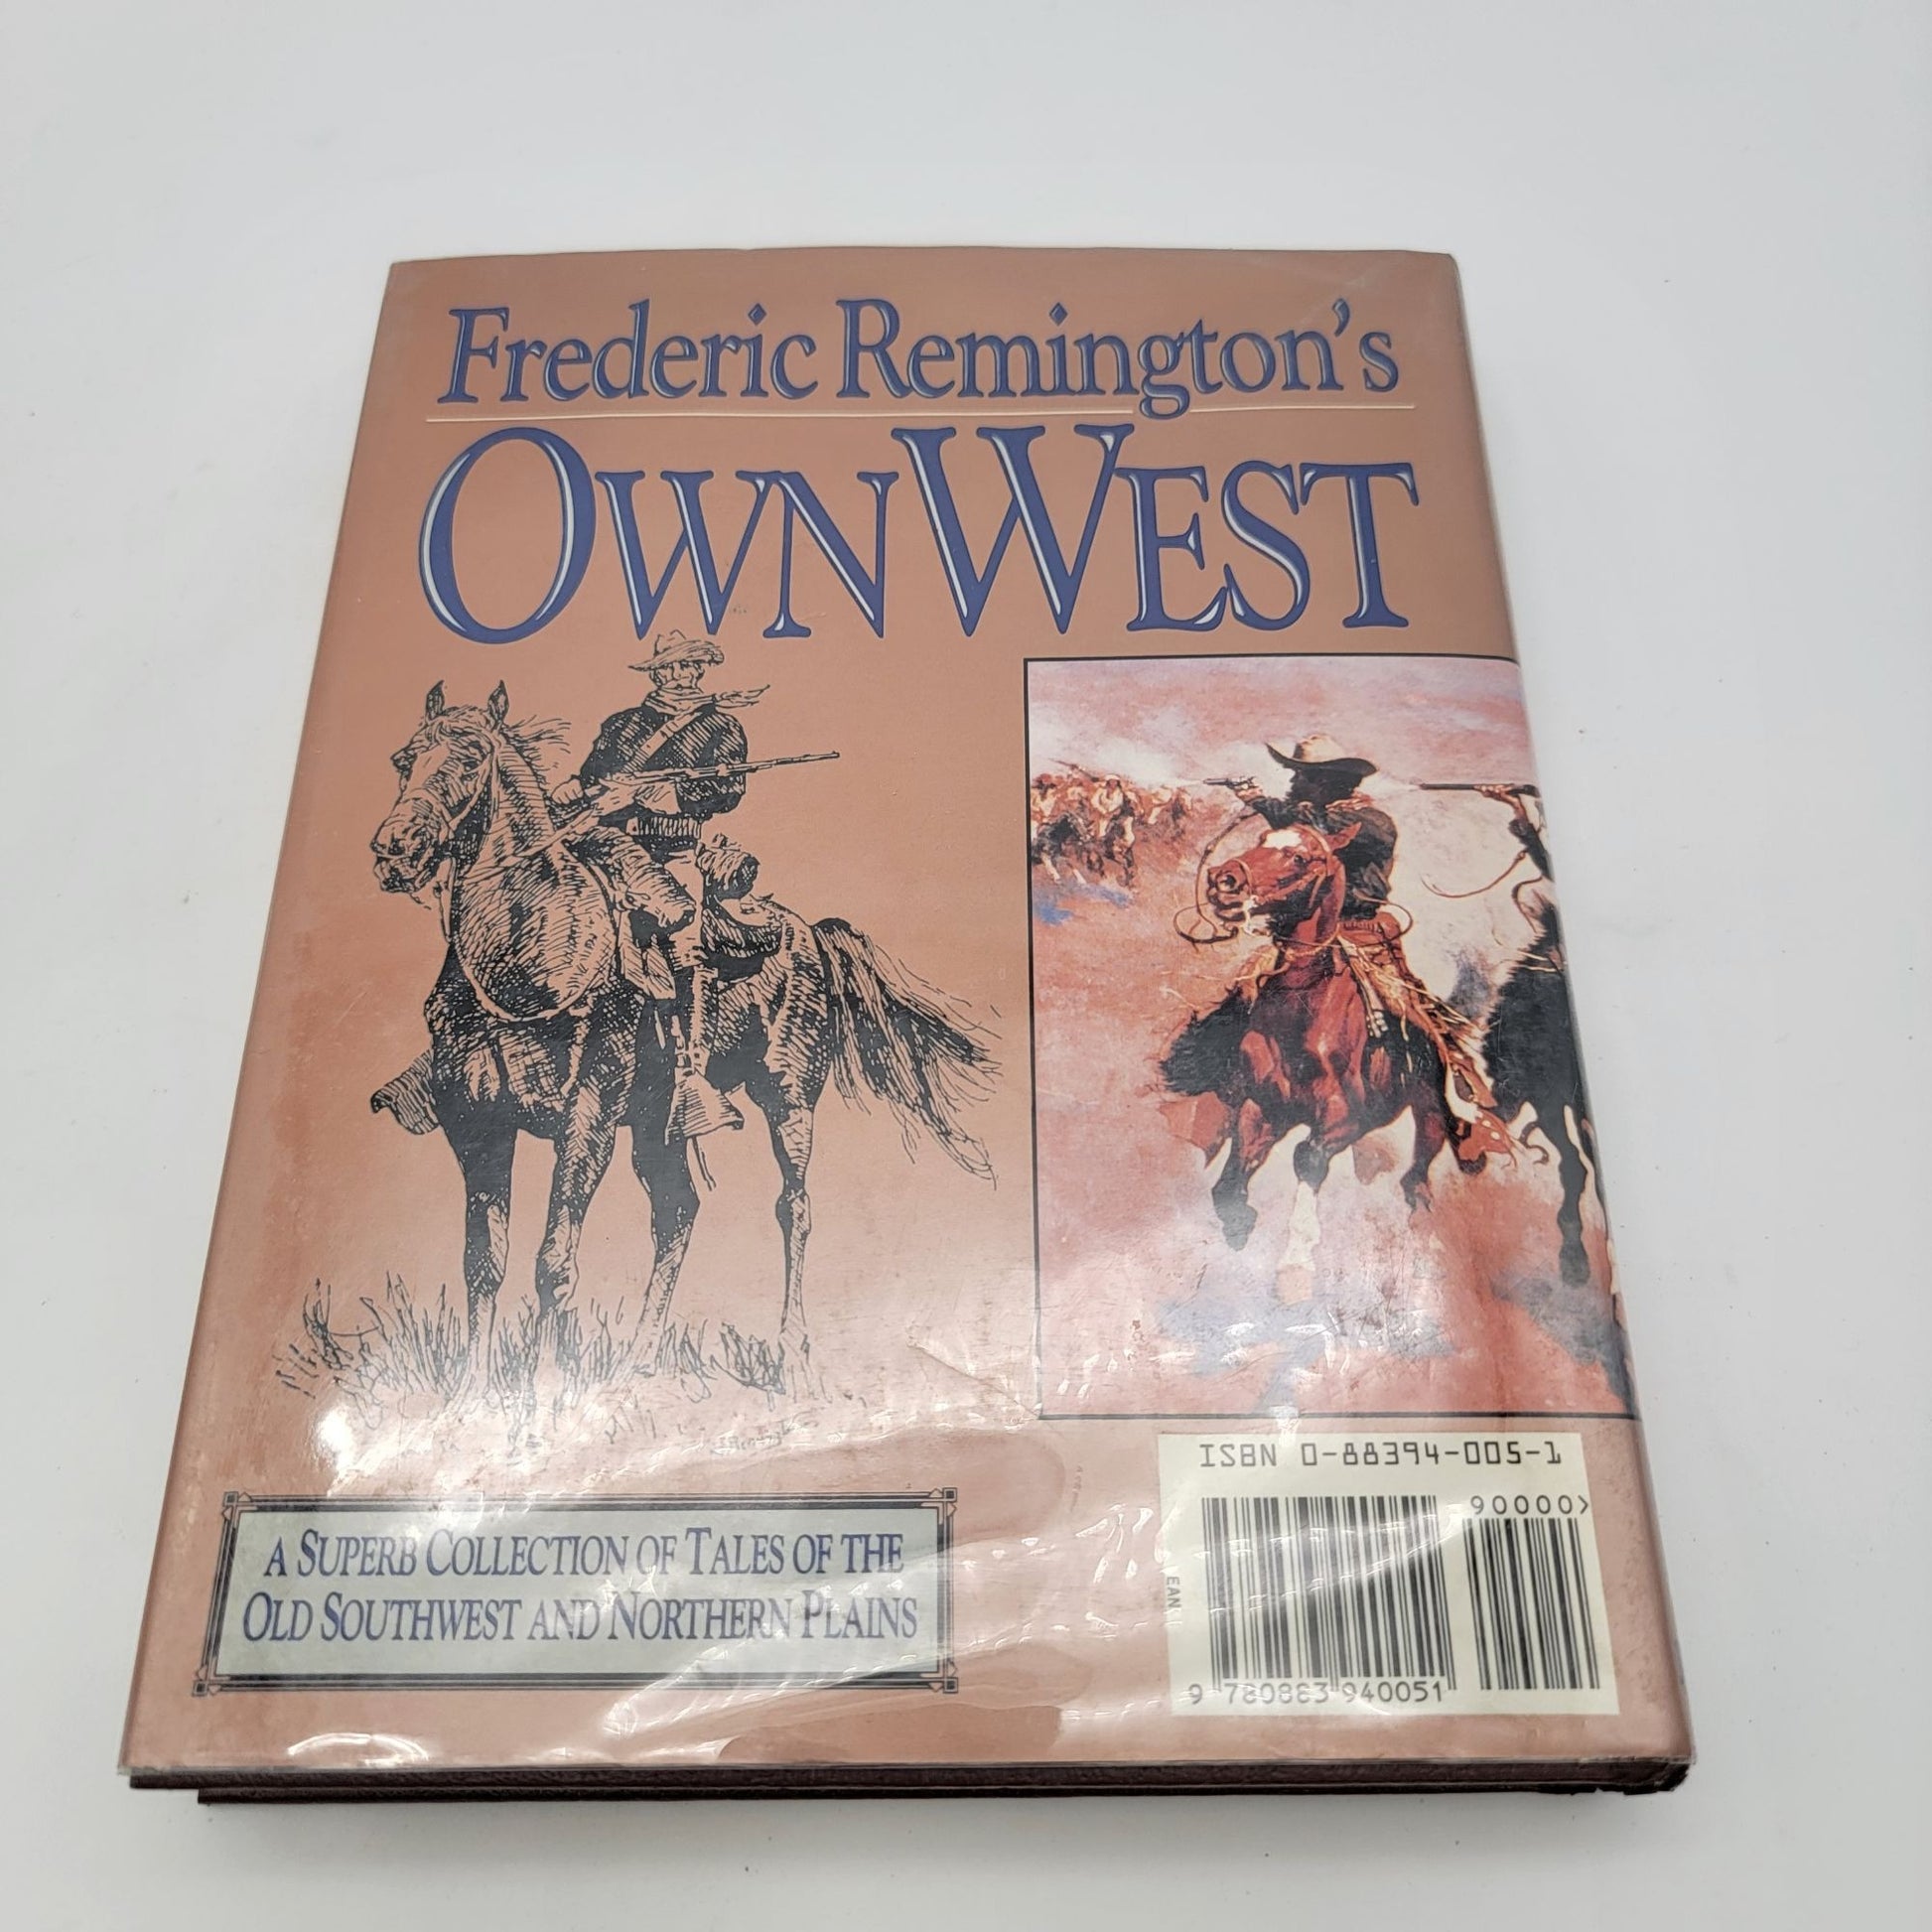 Frederic Remington's
OWN WEST
ISBN 0-88394-005-1
90000>
EAN
9 780883 940051
A SUPERB COLLECTION OF TALES OF THE
OLD SOUTHWEST AND NORTHERN PLAINS